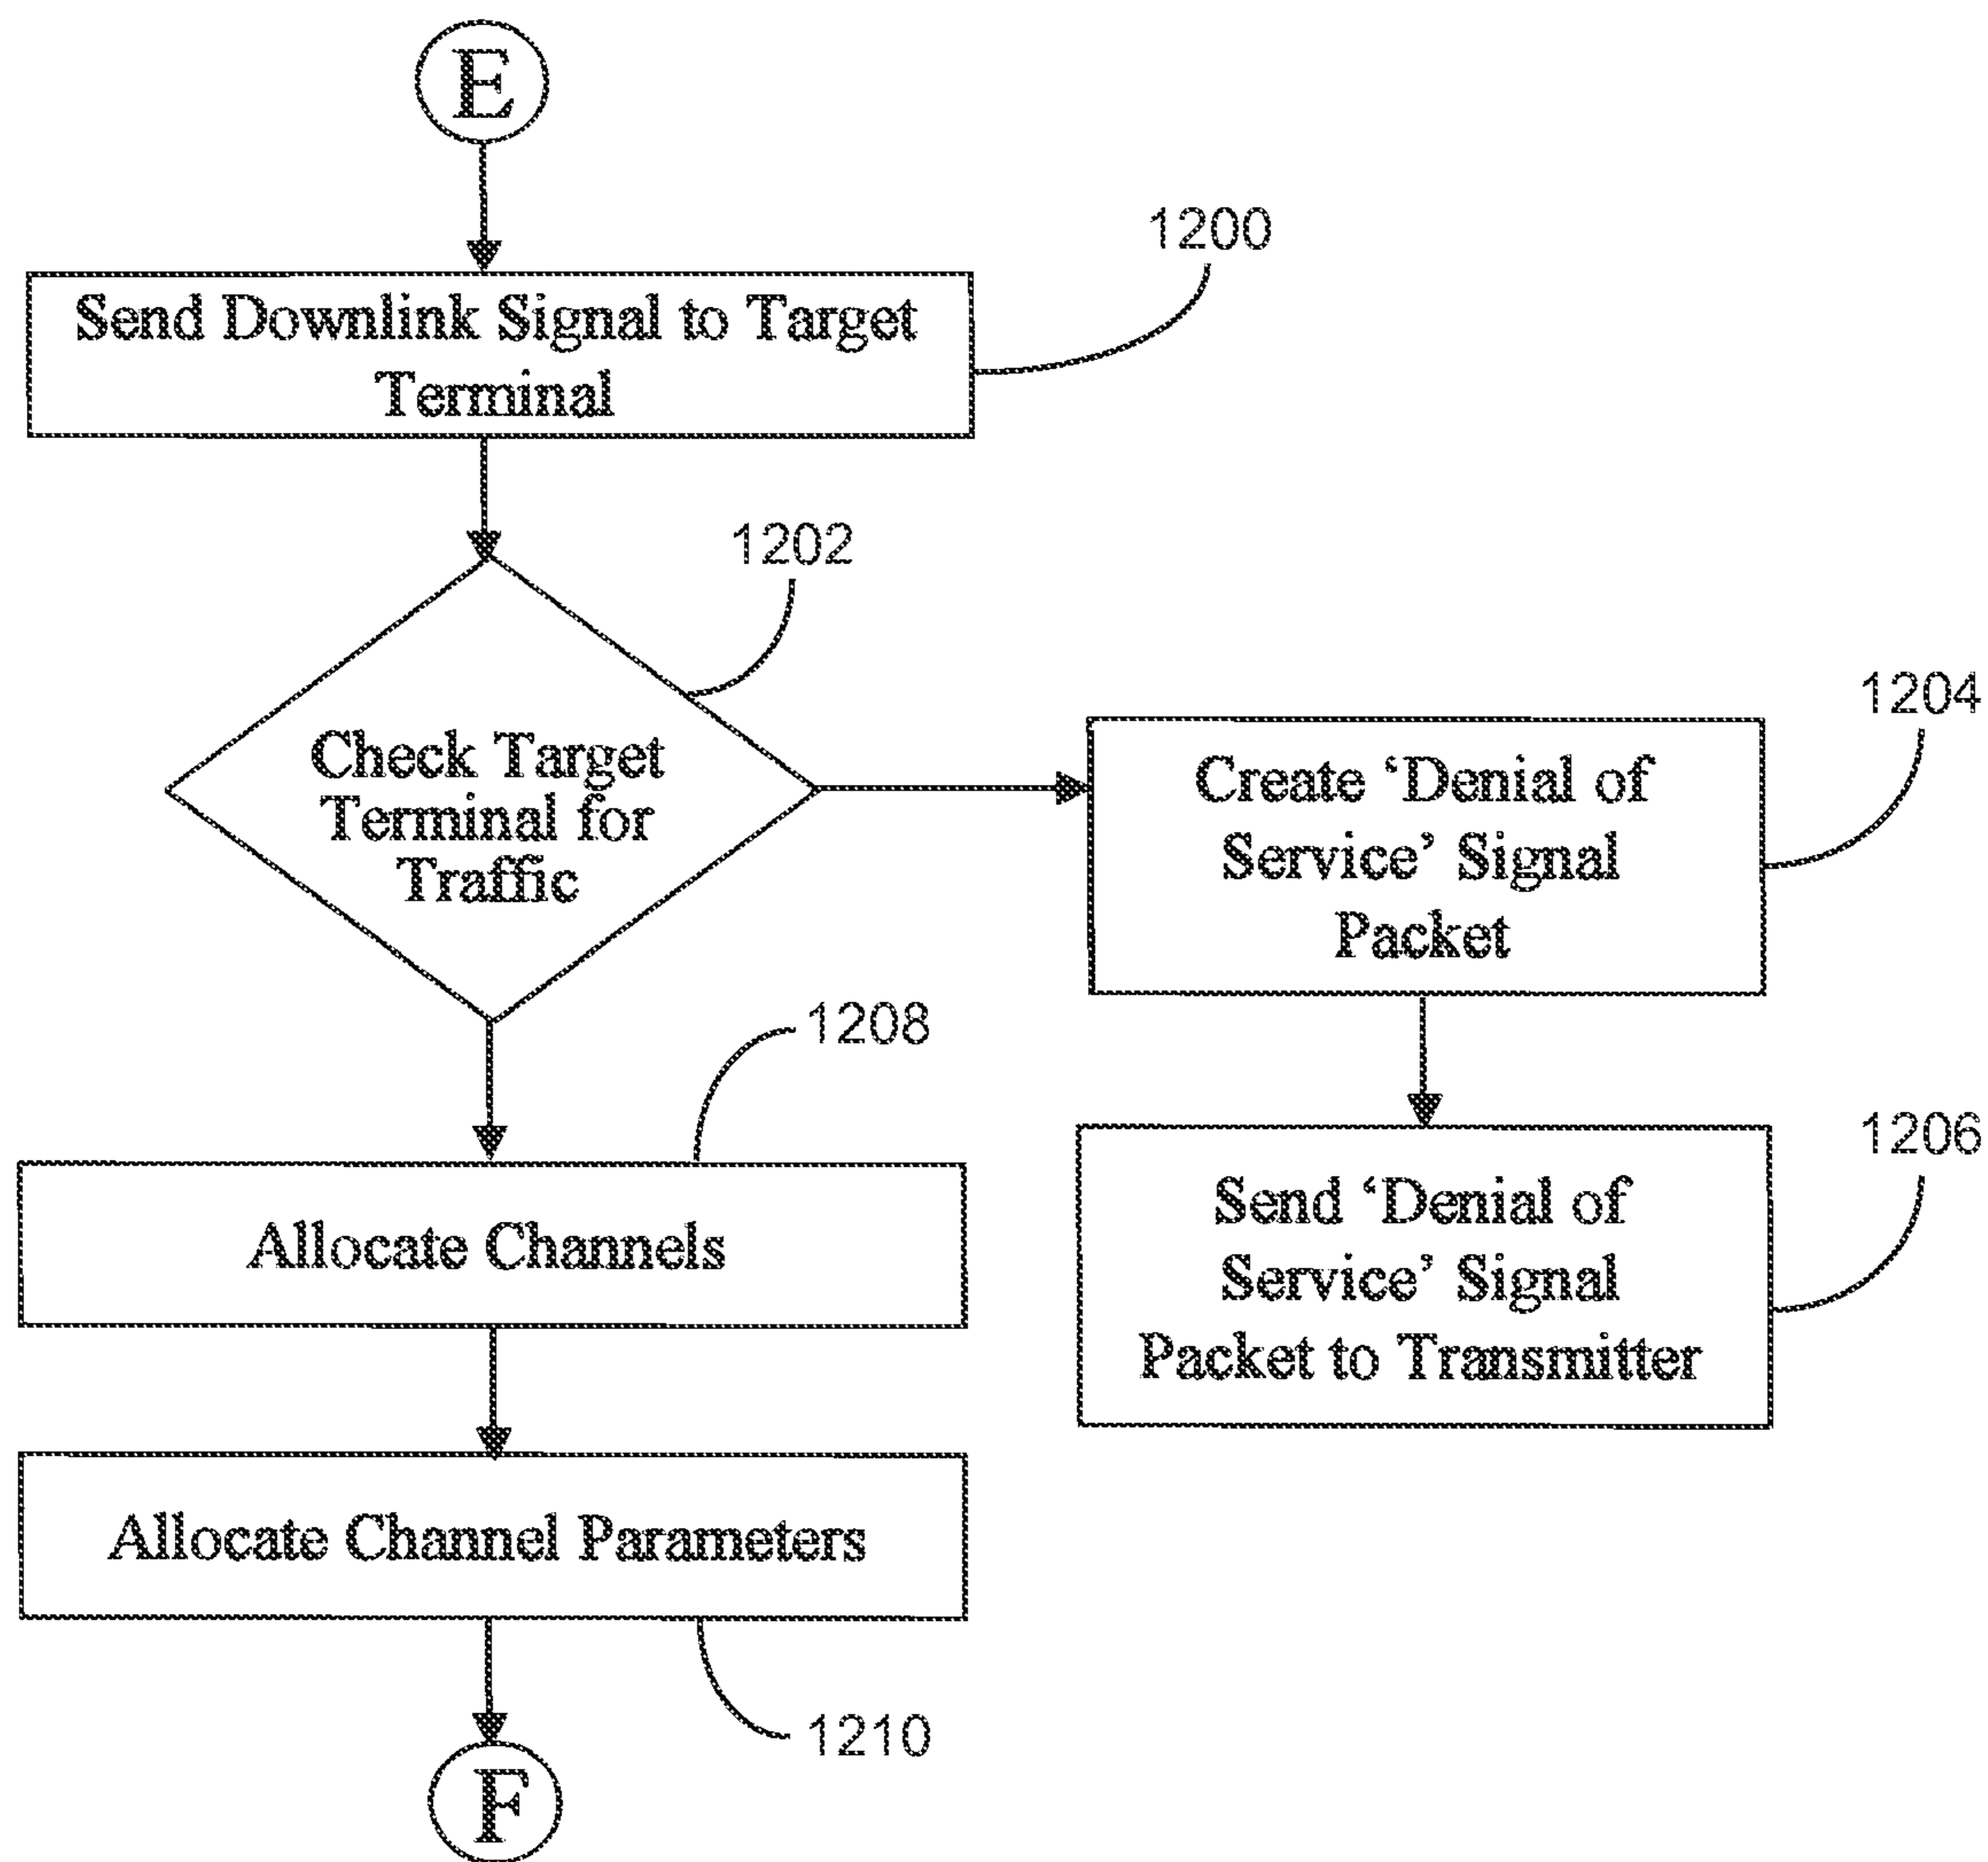 E
1200
Send Downlink Signal to Target
Terminal
1202
Check Target
Terminal for
Traffic
1204
Create ‘Denial of
Service’ Signal
Packet
1206
Send ‘Denial of
Service’ Signal
Packet to Transmitter
1208
Allocate Channels
Allocate Channel Parameters
1210
F